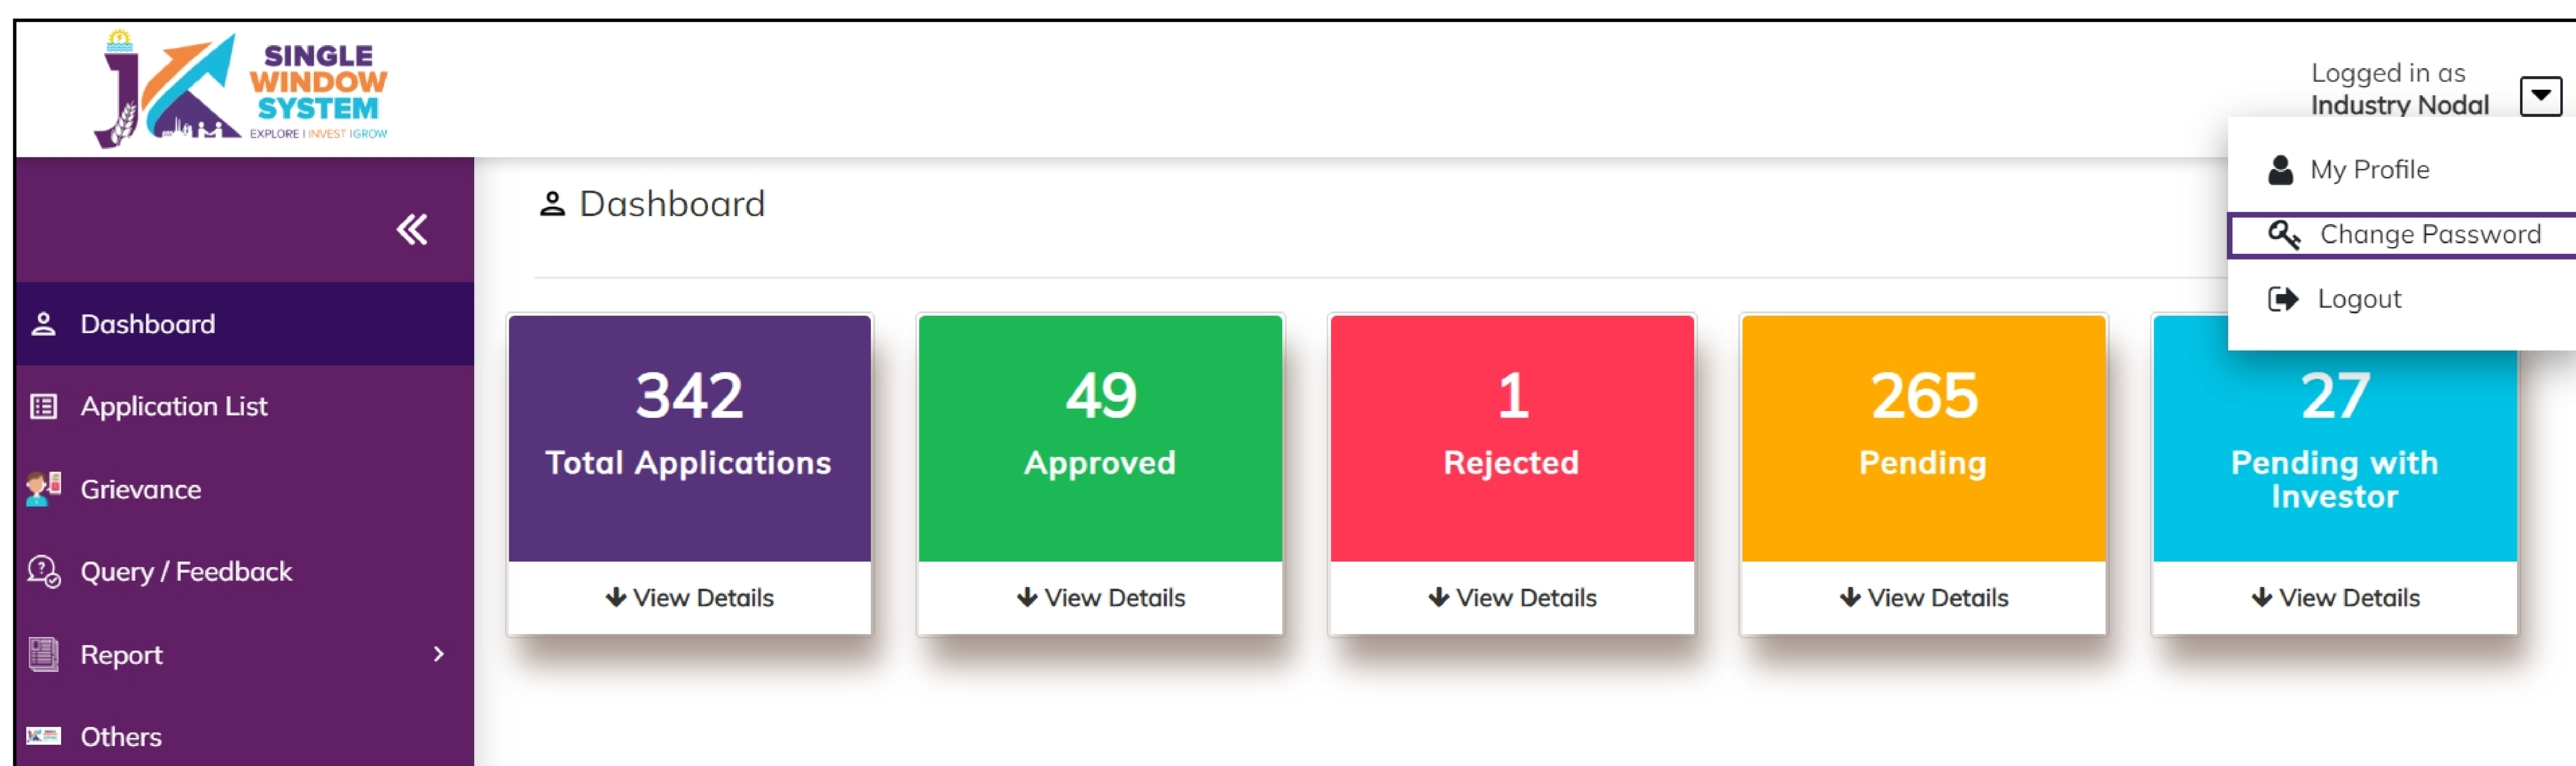 SINGLE
WINDOW
SYSTEM
EXPLORE I INVEST IGROW
Logged in as
Industry Nodal
My Profile
Change Password
Logout
Dashboard
Dashboard
Application List
Grievance
Query / Feedback
Report
Others
342
Total Applications
View Details
49
Approved
View Details
1
Rejected
View Details
265
Pending
View Details
27
Pending with
Investor
View Details